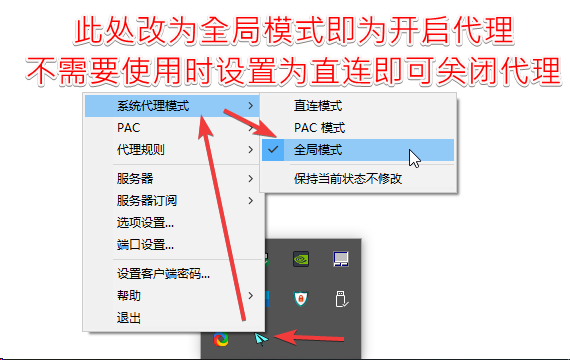 此处改为全局模式即为开启代理
不需要使用时设置为直连即可关闭代理
系统代理模式
PAC
代理规则
服务器
服务器订阅
选项设置...
端口设置...
设置客户端密码...
帮助
退出
直连模式
PAC 模式
全局模式
保持当前状态不修改